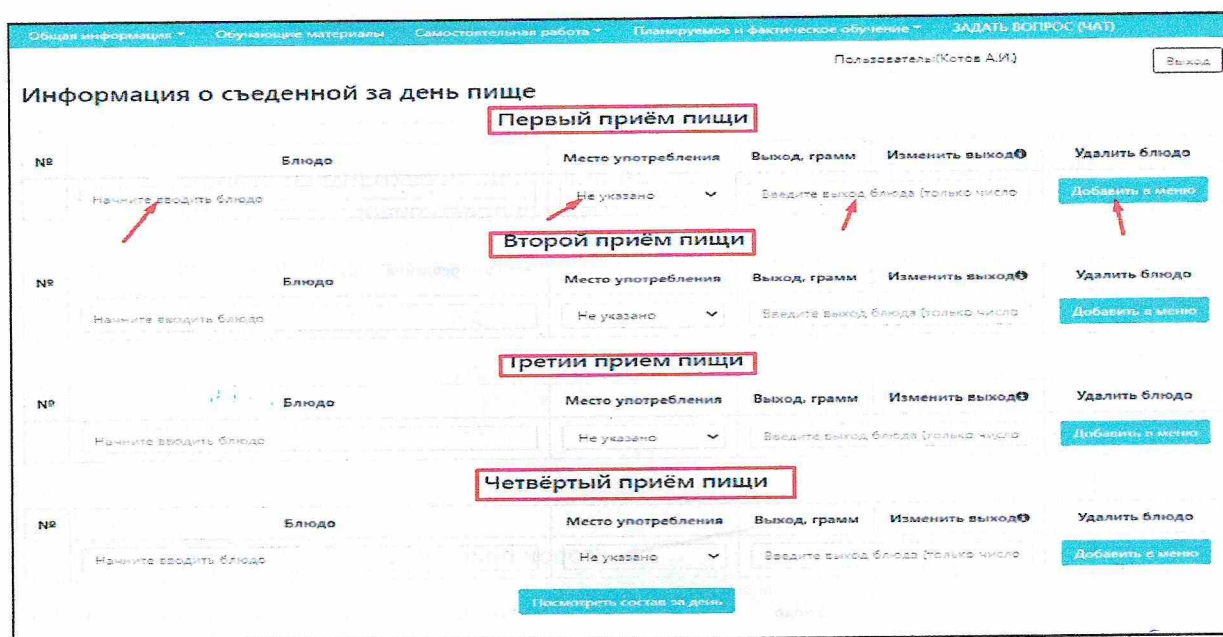 Общая информация Обучающие материалы Самостоятельная работа Планируемое и фактическое обучение ЗАДАТЬ ВОПРОС (ЧАТ)
Пользователь:(Котов А.И.) Выход
Информация о съеденной за день пище
Первый приём пищи
№ Блюдо Место употребления Выход, грамм Изменить выход Удалить блюдо
Начните вводить блюдо Не указано Введите выход блюда (только число Добавить в меню
Второй приём пищи
№ Блюдо Место употребления Выход, грамм Изменить выход Удалить блюдо
Начните вводить блюдо Не указано Введите выход блюда (только число Добавить в меню
Третий приём пищи
№ Блюдо Место употребления Выход, грамм Изменить выход Удалить блюдо
Начните вводить блюдо Не указано Введите выход блюда (только число Добавить в меню
Четвёртый приём пищи
№ Блюдо Место употребления Выход, грамм Изменить выход Удалить блюдо
Начните вводить блюдо Не указано Введите выход блюда (только число Добавить в меню
Посмотреть состав за день